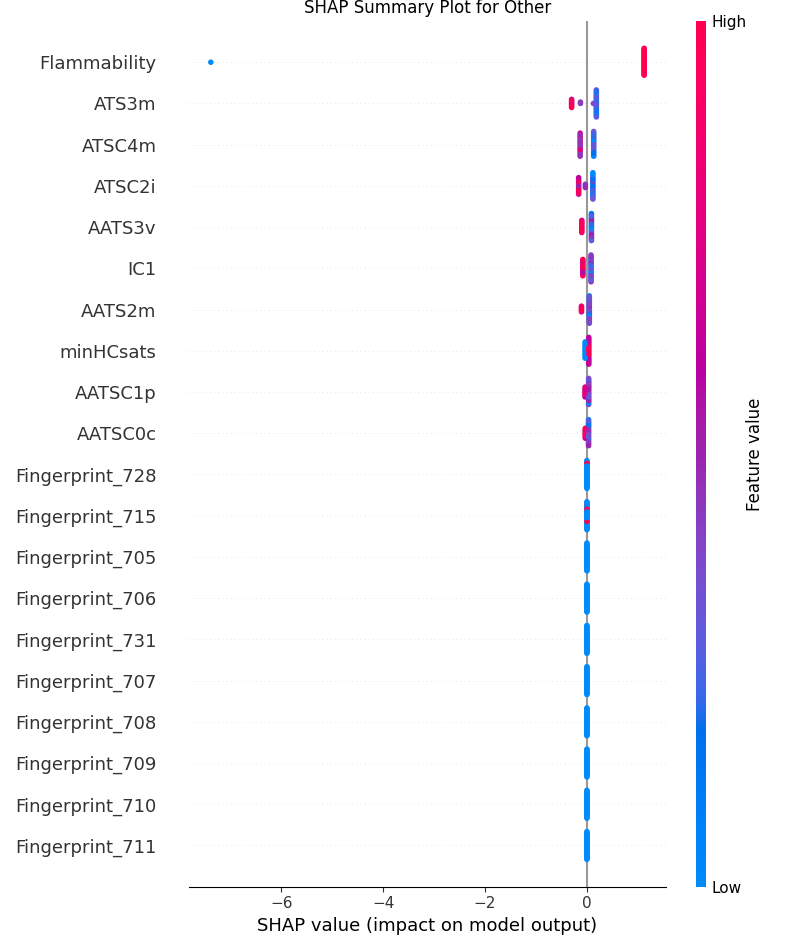 SHAP Summary Plot for Other
High
Flammability
ATS3m
ATSC4m
ATSC2i
AATS3v
IC1
AATS2m
minHCsats
AATSC1p
AATSC0c
Fingerprint_728
Fingerprint_715
Fingerprint_705
Fingerprint_706
Fingerprint_731
Fingerprint_707
Fingerprint_708
Fingerprint_709
Fingerprint_710
Fingerprint_711
Feature value
Low
−6 −4 −2 0
SHAP value (impact on model output)